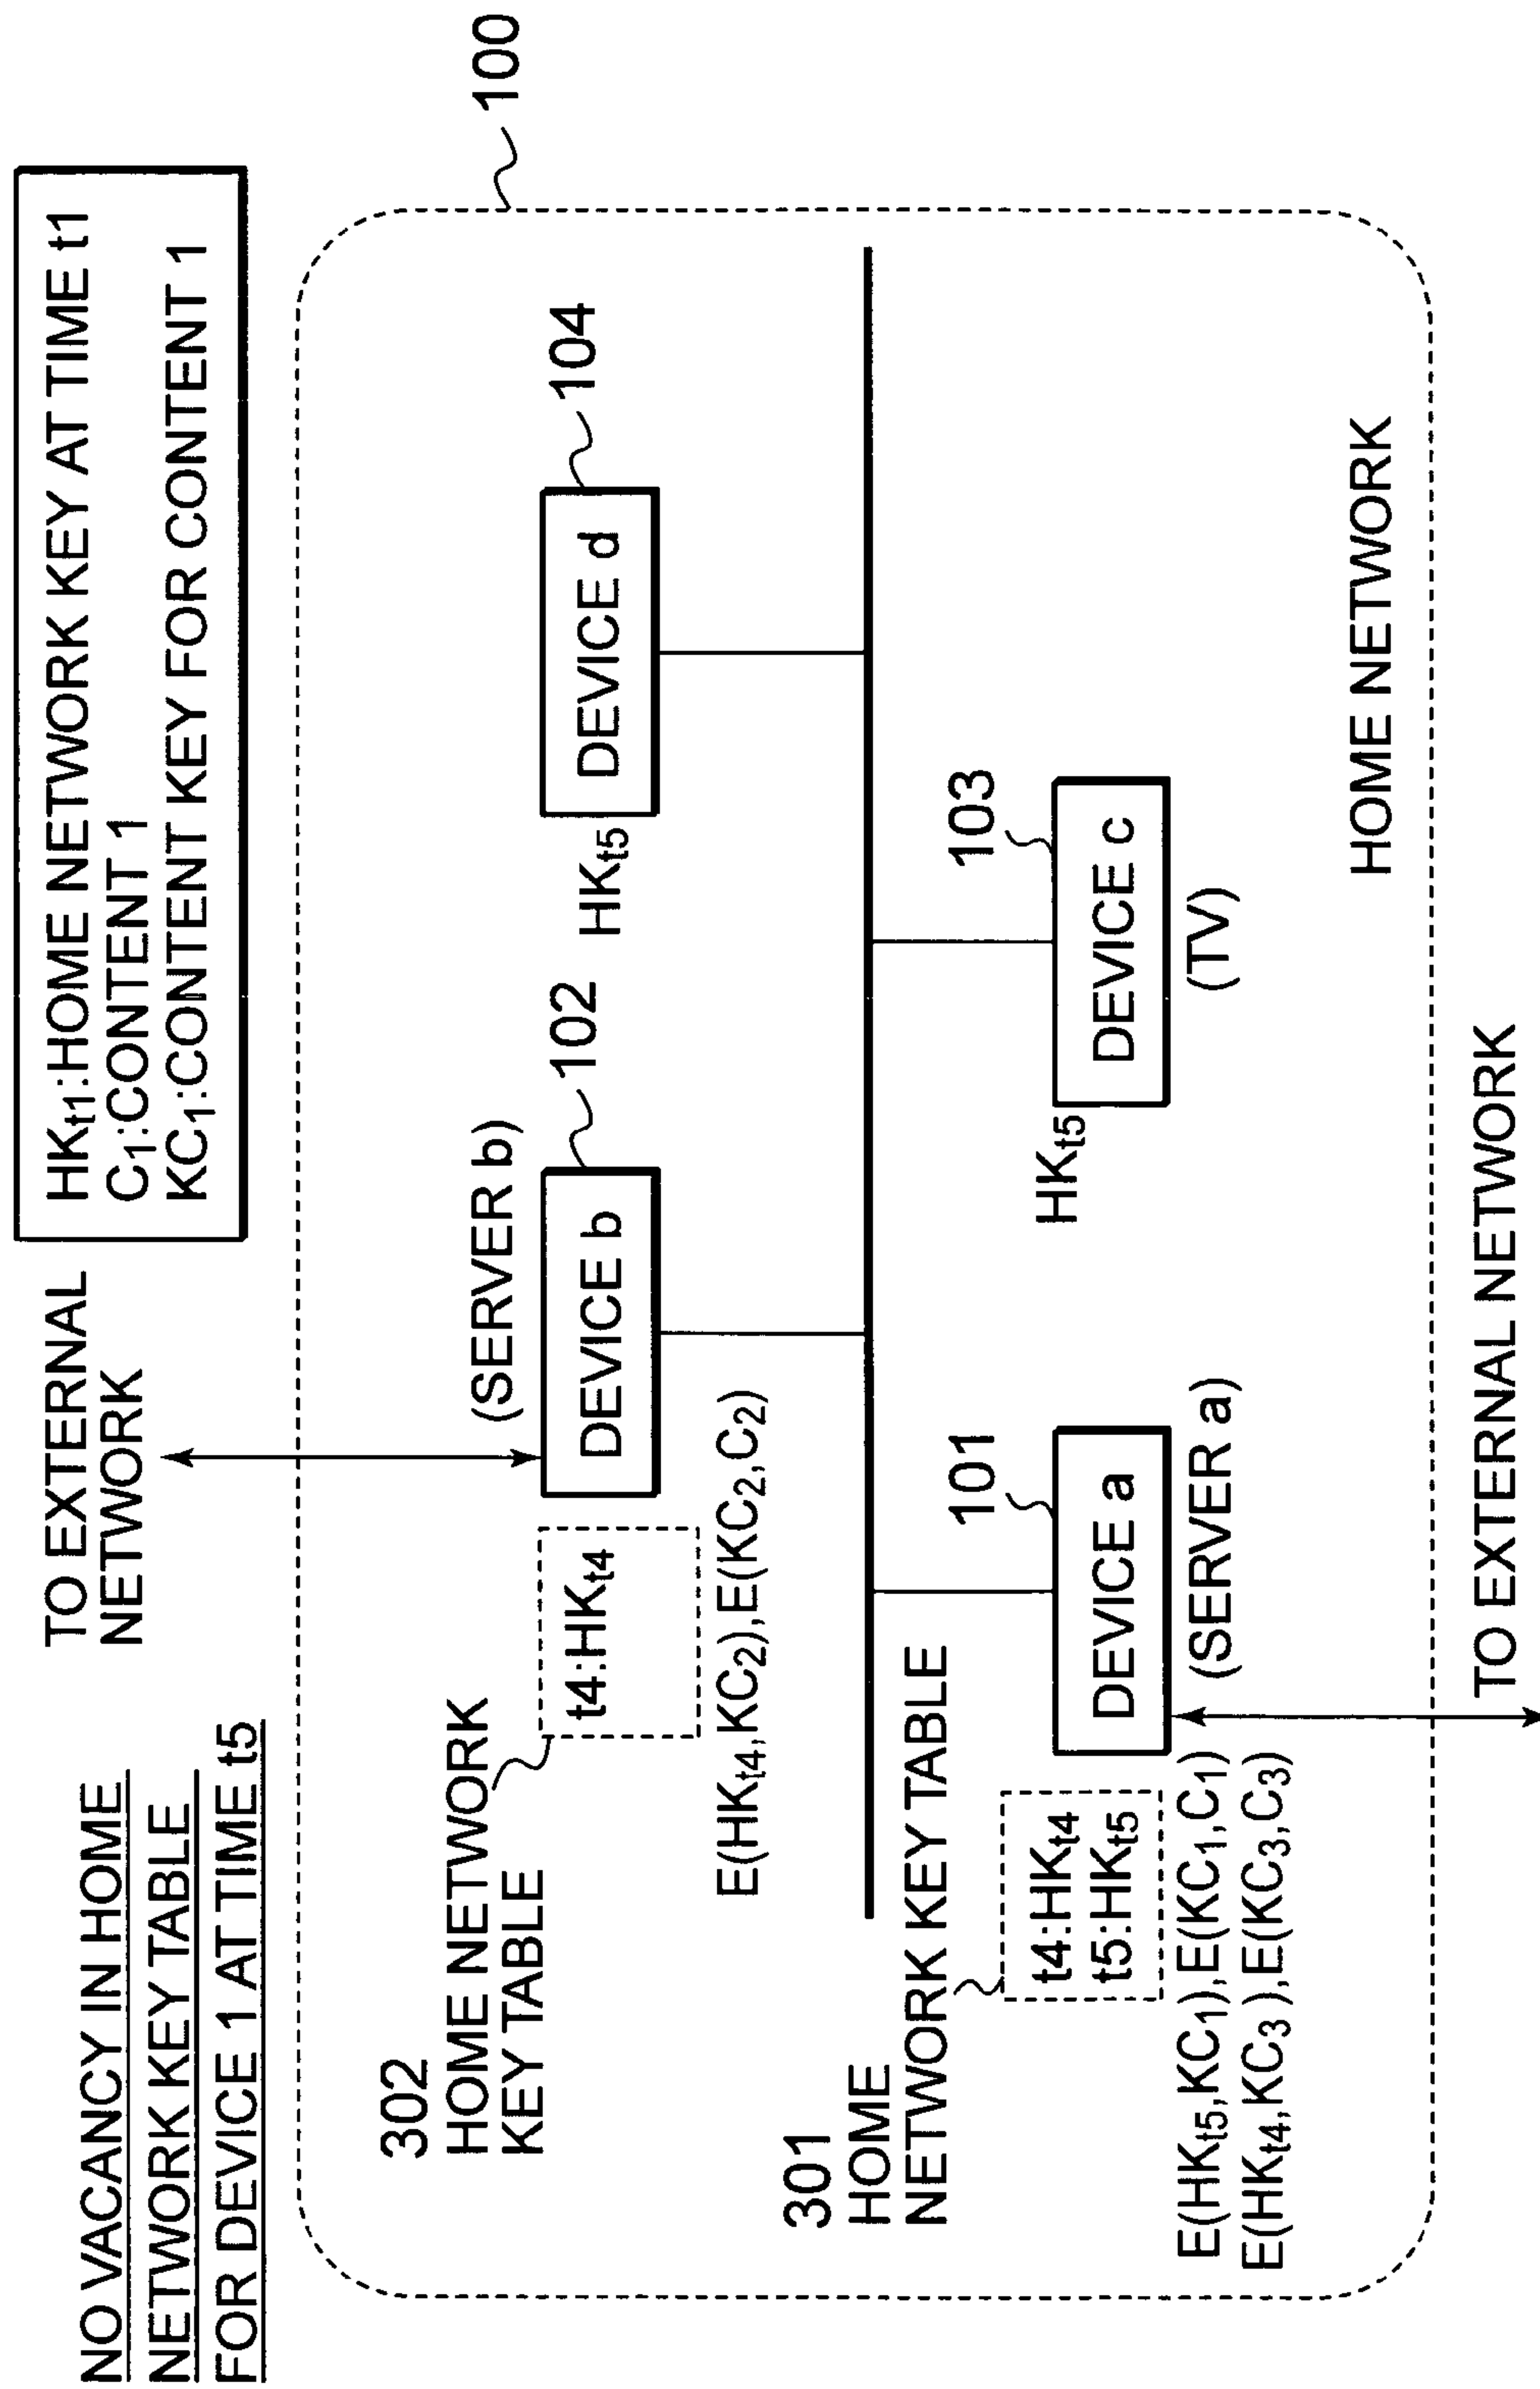 NO VACANCY IN HOME
NETWORK KEY TABLE
FOR DEVICE 1 AT TIME t5
TO EXTERNAL
NETWORK
HKt1:HOME NETWORK KEY AT TIME t1
C1:CONTENT 1
KC1:CONTENT KEY FOR CONTENT 1
100
302
HOME NETWORK
KEY TABLE
t4:HKt4
(SERVER b)
102
DEVICE b
E(HKt4,KC2),E(KC2,C2)
104
DEVICE d
HKt5
301
HOME
NETWORK KEY TABLE
t4:HKt4
t5:HKt5
101
DEVICE a
(SERVER a)
E(HKt5,KC1),E(KC1,C1)
E(HKt4,KC3),E(KC3,C3)
103
DEVICE c
(TV)
HKt5
HOME NETWORK
TO EXTERNAL NETWORK